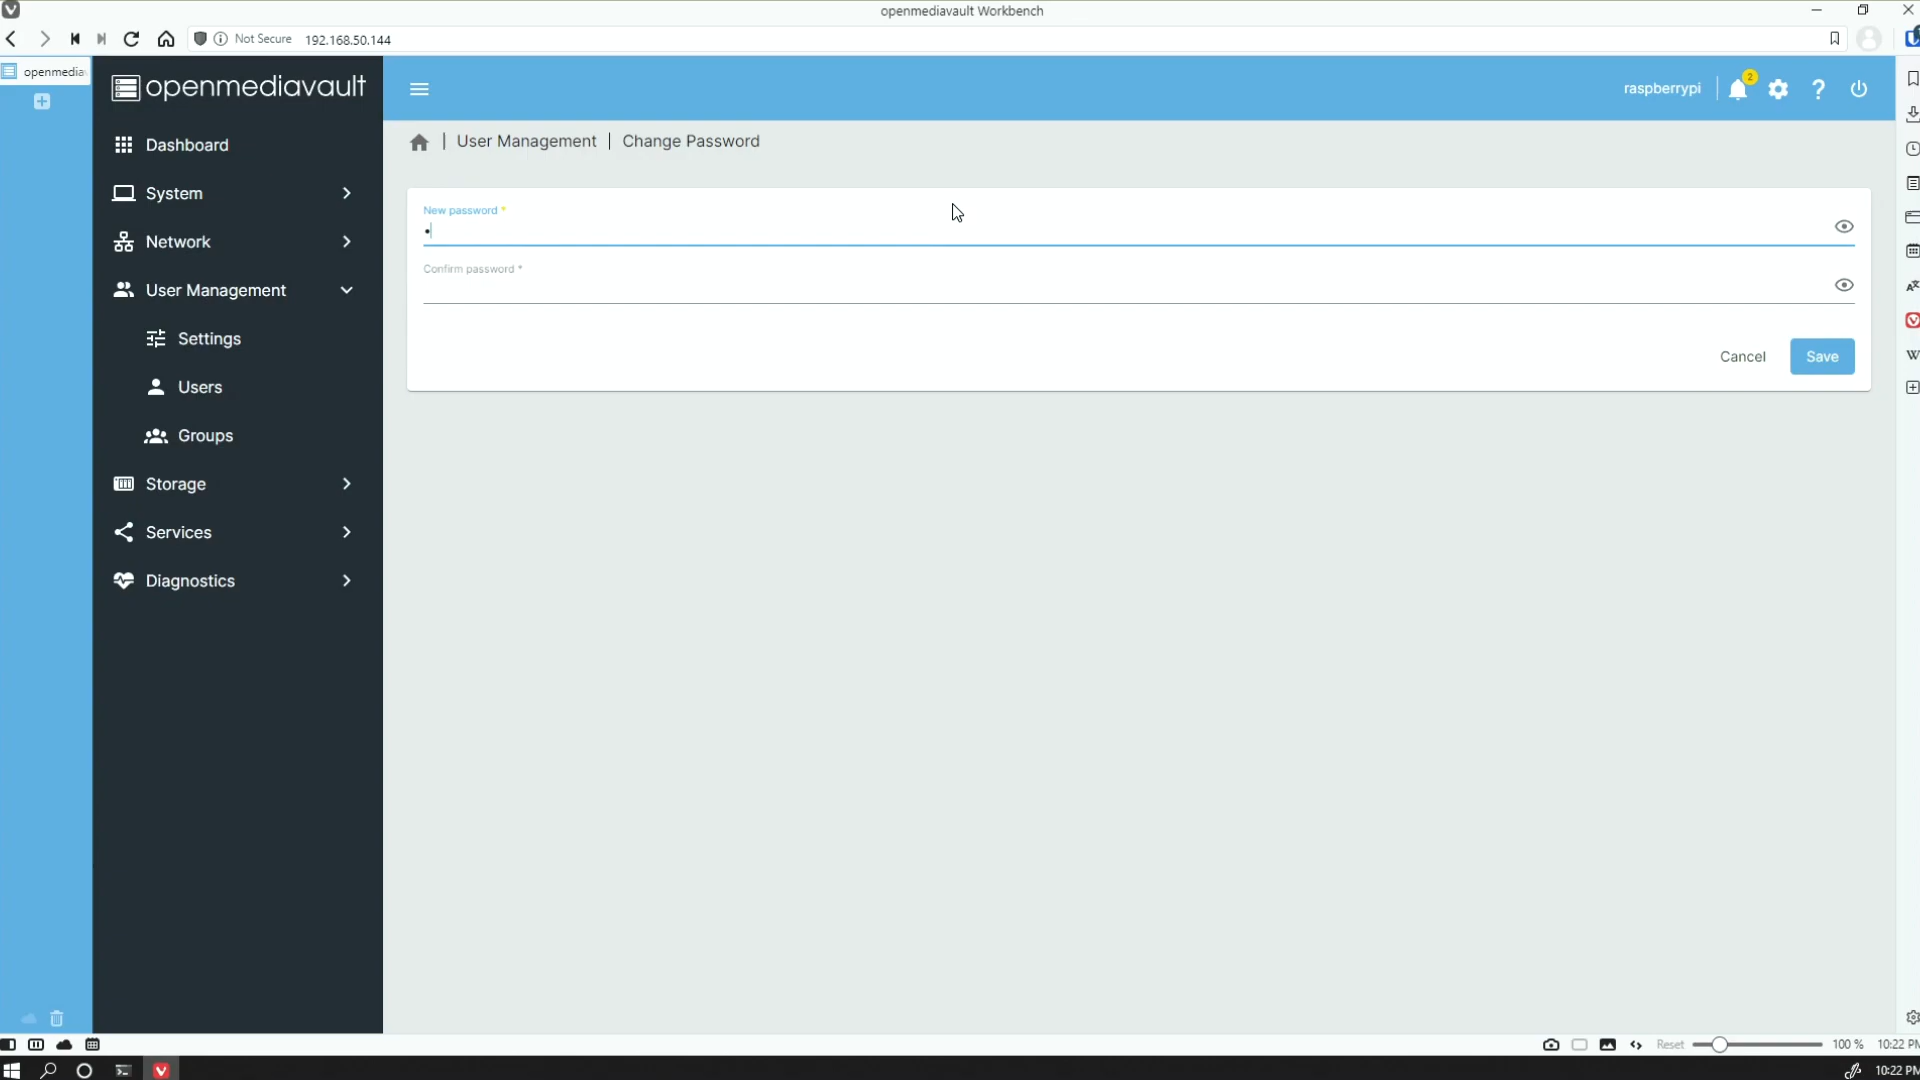 openmediavault Workbench
Not Secure 192.168.50.144
openmedia
openmediavault
raspberrypi
2
Dashboard
System
Network
User Management
Settings
Users
Groups
Storage
Services
Diagnostics
User Management | Change Password
New password *
Confirm password *
Cancel
Save
Reset
100 %
10:22 PM
10:22 PM